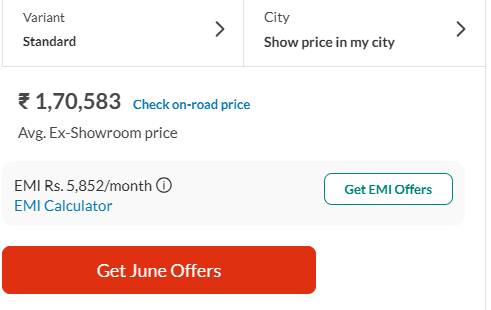 Variant
Standard
City
Show price in my city
₹ 1,70,583 Check on-road price
Avg. Ex-Showroom price
EMI Rs. 5,852/month
EMI Calculator
Get EMI Offers
Get June Offers